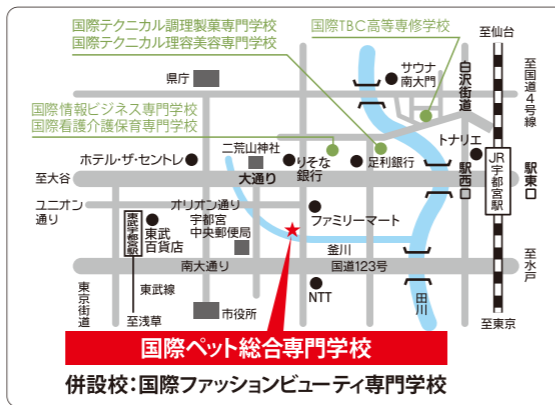 国際テクニカル調理製菓専門学校
国際テクニカル理容美容専門学校
国際TBC高等専修学校
至仙台
サウナ
南大門
白沢街道
至国道4号線
県庁
国際情報ビジネス専門学校
国際看護介護保育専門学校
トナリエ
二荒山神社
ホテル・ザ・セントレ
りそな
銀行
足利銀行
JR宇都宮駅
駅西口
駅東口
至大谷
大通り
ユニオン
通り
オリオン通り
東武宇都宮駅
東武
百貨店
宇都宮
中央郵便局
ファミリーマート
釜川
南大通り
国道123号
至水戸
東京街道
東武線
NTT
田川
至浅草
市役所
至東京
国際ペット総合専門学校
併設校:国際ファッションビューティ専門学校